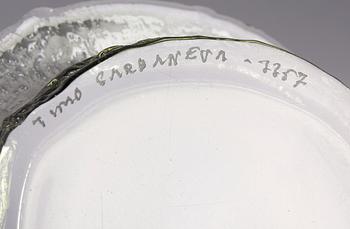 TIMO SARPANEVA - 3357